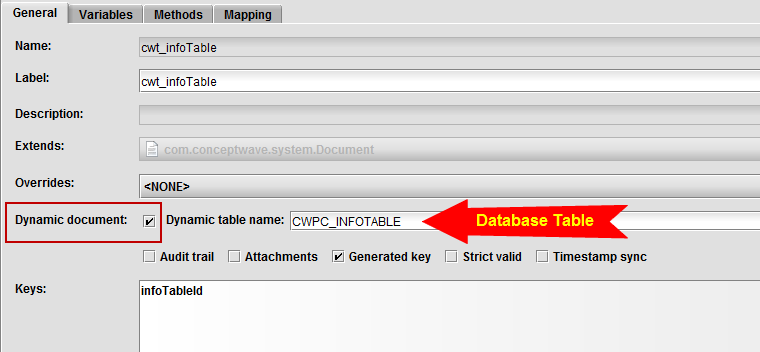 General Variables Methods Mapping
Name: cwt_infoTable
Label: cwt_infoTable
Description:
Extends: com.conceptwave.system.Document
Overrides: <NONE>
Dynamic document: Dynamic table name: CWPC_INFOTABLE Database Table
Audit trail Attachments Generated key Strict valid Timestamp sync
Keys: infoTableId